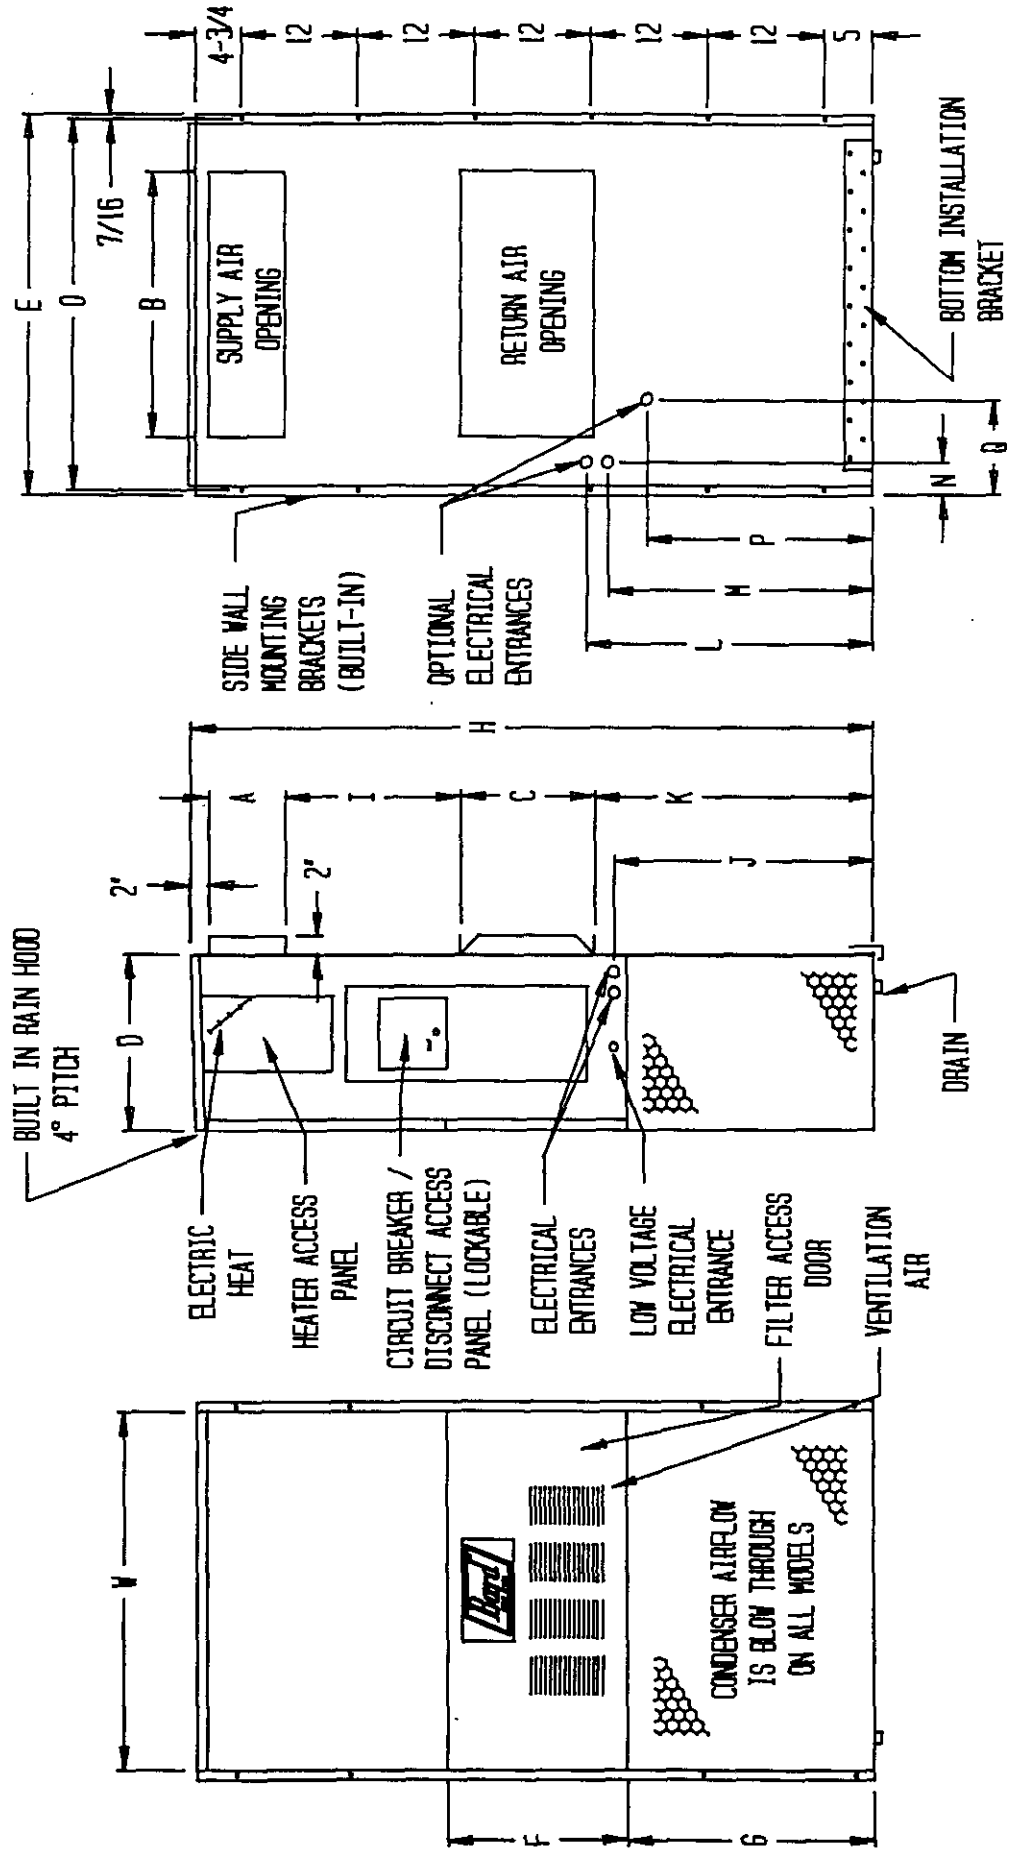 W
F
G
Bard
CONDENSER AIRFLOW
IS BLOW THROUGH
ON ALL MODELS
FILTER ACCESS
DOOR
VENTILATION
AIR
BUILT IN RAIN HOOD
4° PITCH
D
2"
2"
A
I
C
K
J
H
ELECTRIC
HEAT
HEATER ACCESS
PANEL
CIRCUIT BREAKER /
DISCONNECT ACCESS
PANEL (LOCKABLE)
ELECTRICAL
ENTRANCES
LOW VOLTAGE
ELECTRICAL
ENTRANCE
DRAIN
E
O
B
7/16
4-3/4
12
12
12
12
12
5
SUPPLY AIR
OPENING
RETURN AIR
OPENING
SIDE WALL
MOUNTING
BRACKETS
(BUILT-IN)
OPTIONAL
ELECTRICAL
ENTRANCES
L
M
P
N
Q
BOTTOM INSTALLATION
BRACKET